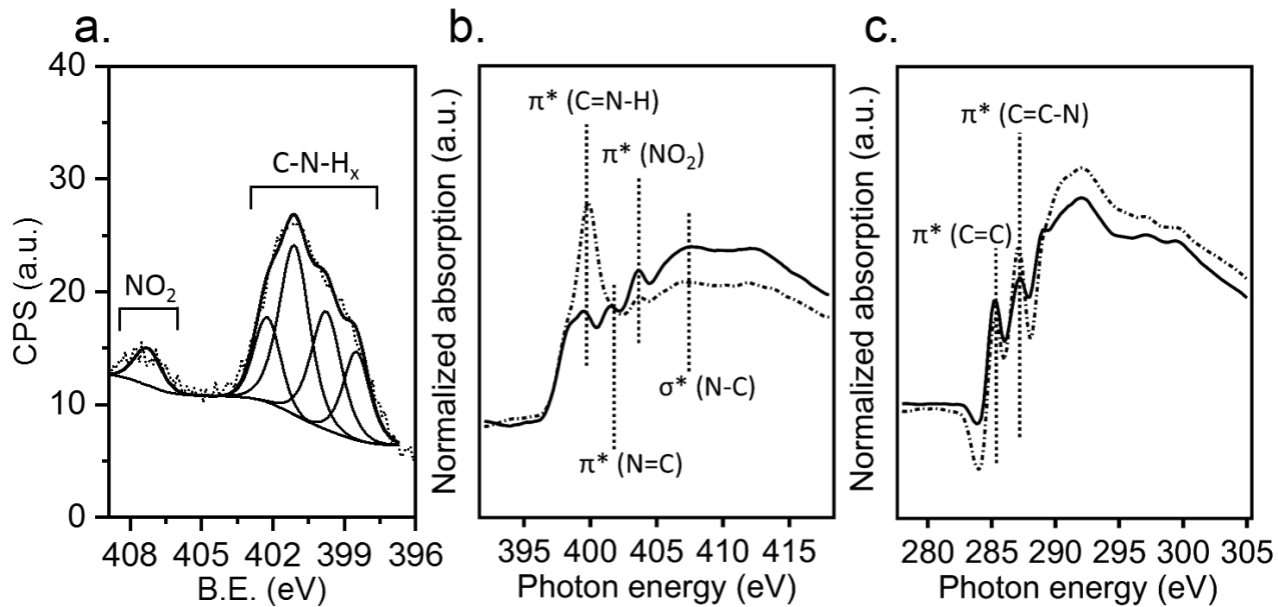 a.
40
30
20
10
0
CPS (a.u.)
NO₂
C-N-Hₓ
408 405 402 399 396
B.E. (eV)
b.
Normalized absorption (a.u.)
π* (C=N-H)
π* (NO₂)
σ* (N-C)
π* (N=C)
395 400 405 410 415
Photon energy (eV)
c.
Normalized absorption (a.u.)
π* (C=C-N)
π* (C=C)
280 285 290 295 300 305
Photon energy (eV)